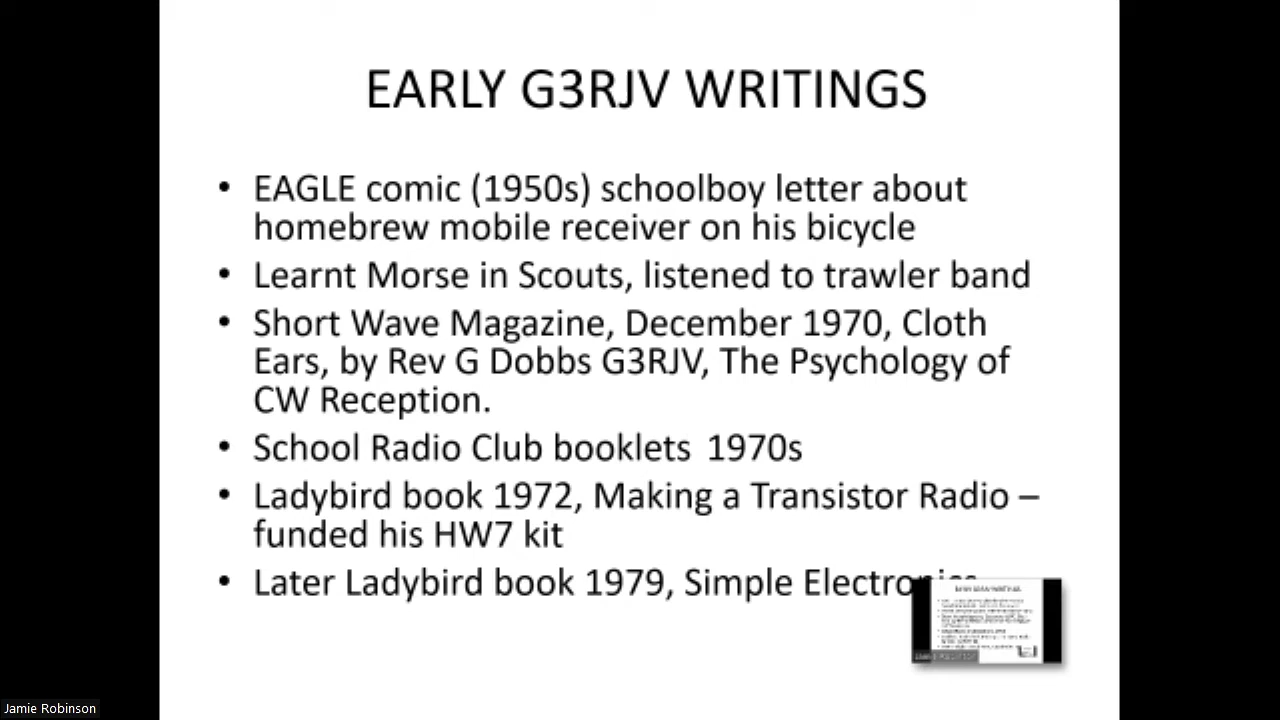 EARLY G3RJV WRITINGS
• EAGLE comic (1950s) schoolboy letter about
homebrew mobile receiver on his bicycle
• Learnt Morse in Scouts, listened to trawler band
• Short Wave Magazine, December 1970, Cloth
Ears, by Rev G Dobbs G3RJV, The Psychology of
CW Reception.
• School Radio Club booklets 1970s
• Ladybird book 1972, Making a Transistor Radio –
funded his HW7 kit
• Later Ladybird book 1979, Simple Electronics
Jamie Robinson